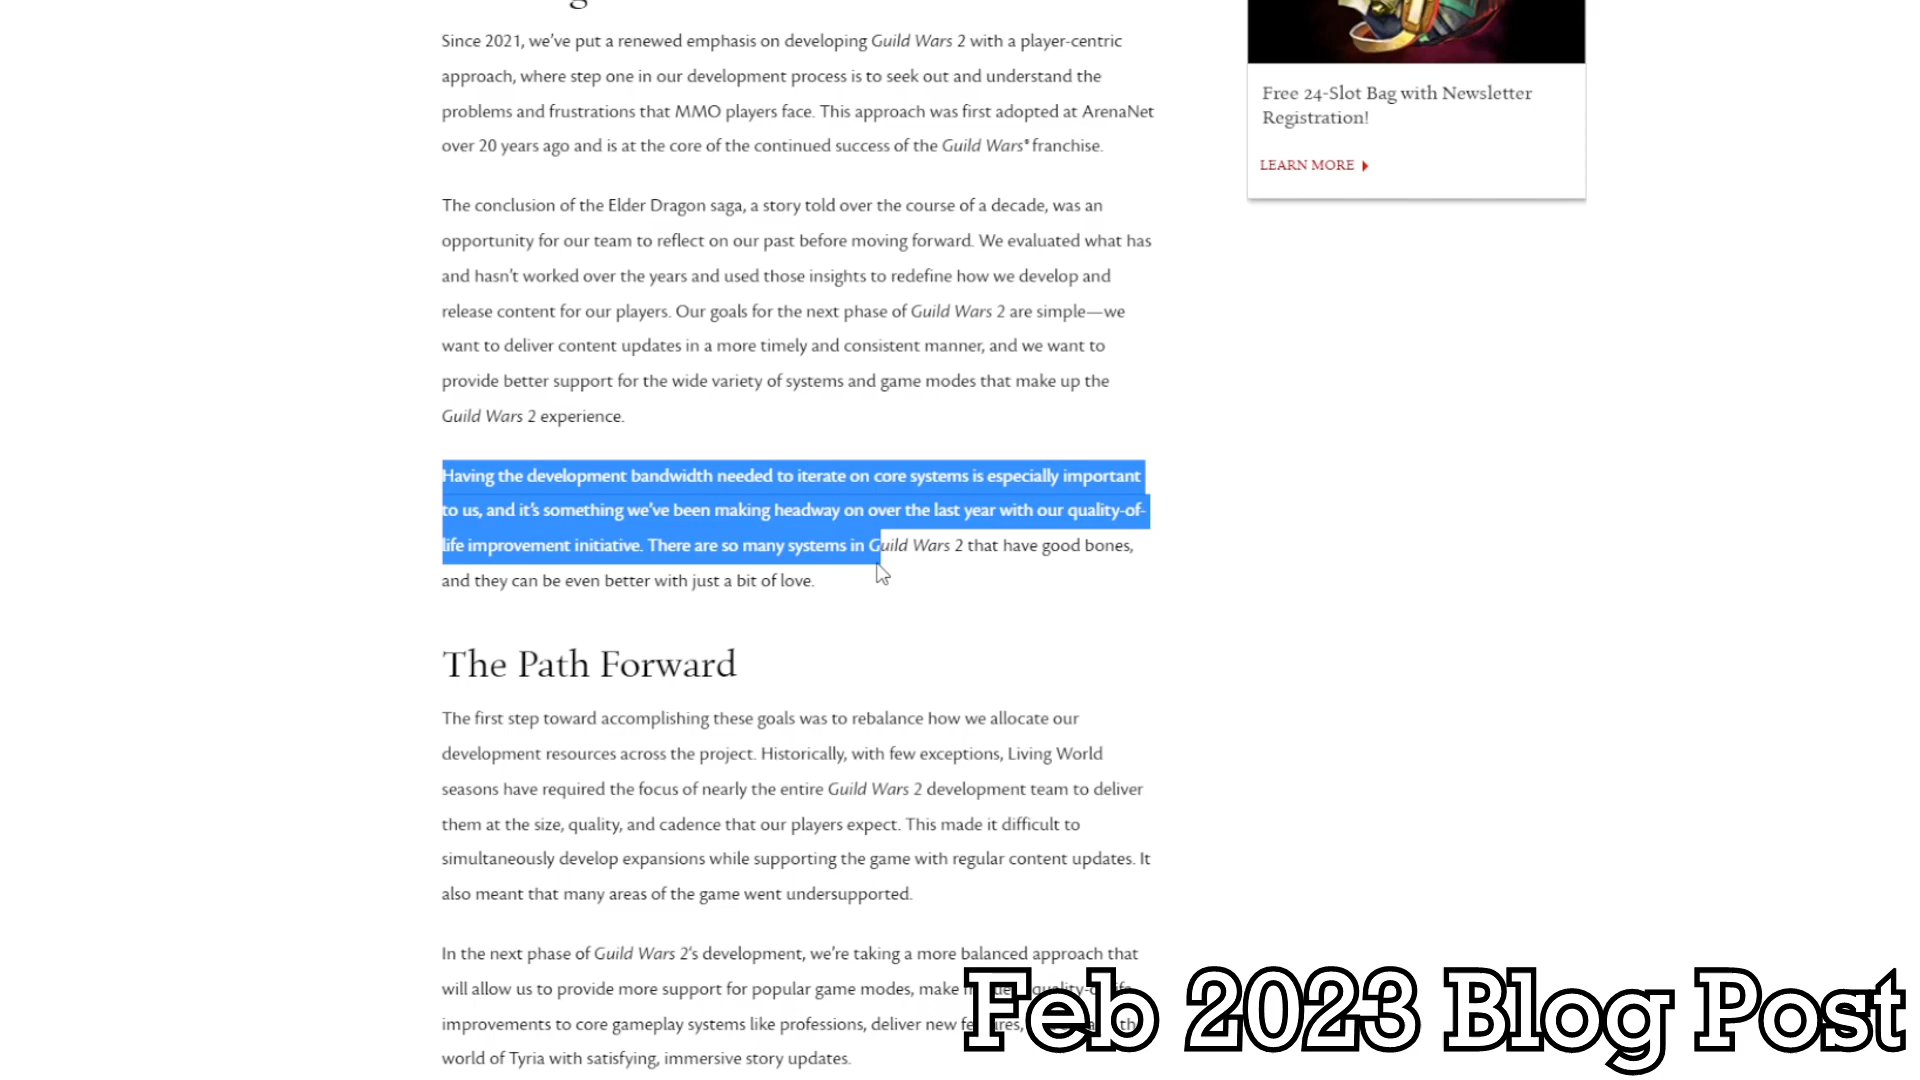 Since 2021, we’ve put a renewed emphasis on developing Guild Wars 2 with a player-centric
approach, where step one in our development process is to seek out and understand the
problems and frustrations that MMO players face. This approach was first adopted at ArenaNet
over 20 years ago and is at the core of the continued success of the Guild Wars® franchise.
The conclusion of the Elder Dragon saga, a story told over the course of a decade, was an
opportunity for our team to reflect on our past before moving forward. We evaluated what has
and hasn’t worked over the years and used those insights to redefine how we develop and
release content for our players. Our goals for the next phase of Guild Wars 2 are simple—we
want to deliver content updates in a more timely and consistent manner, and we want to
provide better support for the wide variety of systems and game modes that make up the
Guild Wars 2 experience.
Having the development bandwidth needed to iterate on core systems is especially important
to us, and it’s something we’ve been making headway on over the last year with our quality-of-
life improvement initiative. There are so many systems in Guild Wars 2 that have good bones,
and they can be even better with just a bit of love.
The Path Forward
The first step toward accomplishing these goals was to rebalance how we allocate our
development resources across the project. Historically, with few exceptions, Living World
seasons have required the focus of nearly the entire Guild Wars 2 development team to deliver
them at the size, quality, and cadence that our players expect. This made it difficult to
simultaneously develop expansions while supporting the game with regular content updates. It
also meant that many areas of the game went undersupported.
In the next phase of Guild Wars 2’s development, we’re taking a more balanced approach that
will allow us to provide more support for popular game modes, make
improvements to core gameplay systems like professions, deliver new
world of Tyria with satisfying, immersive story updates.
Free 24-Slot Bag with Newsletter
Registration!
LEARN MORE
Feb 2023 Blog Post